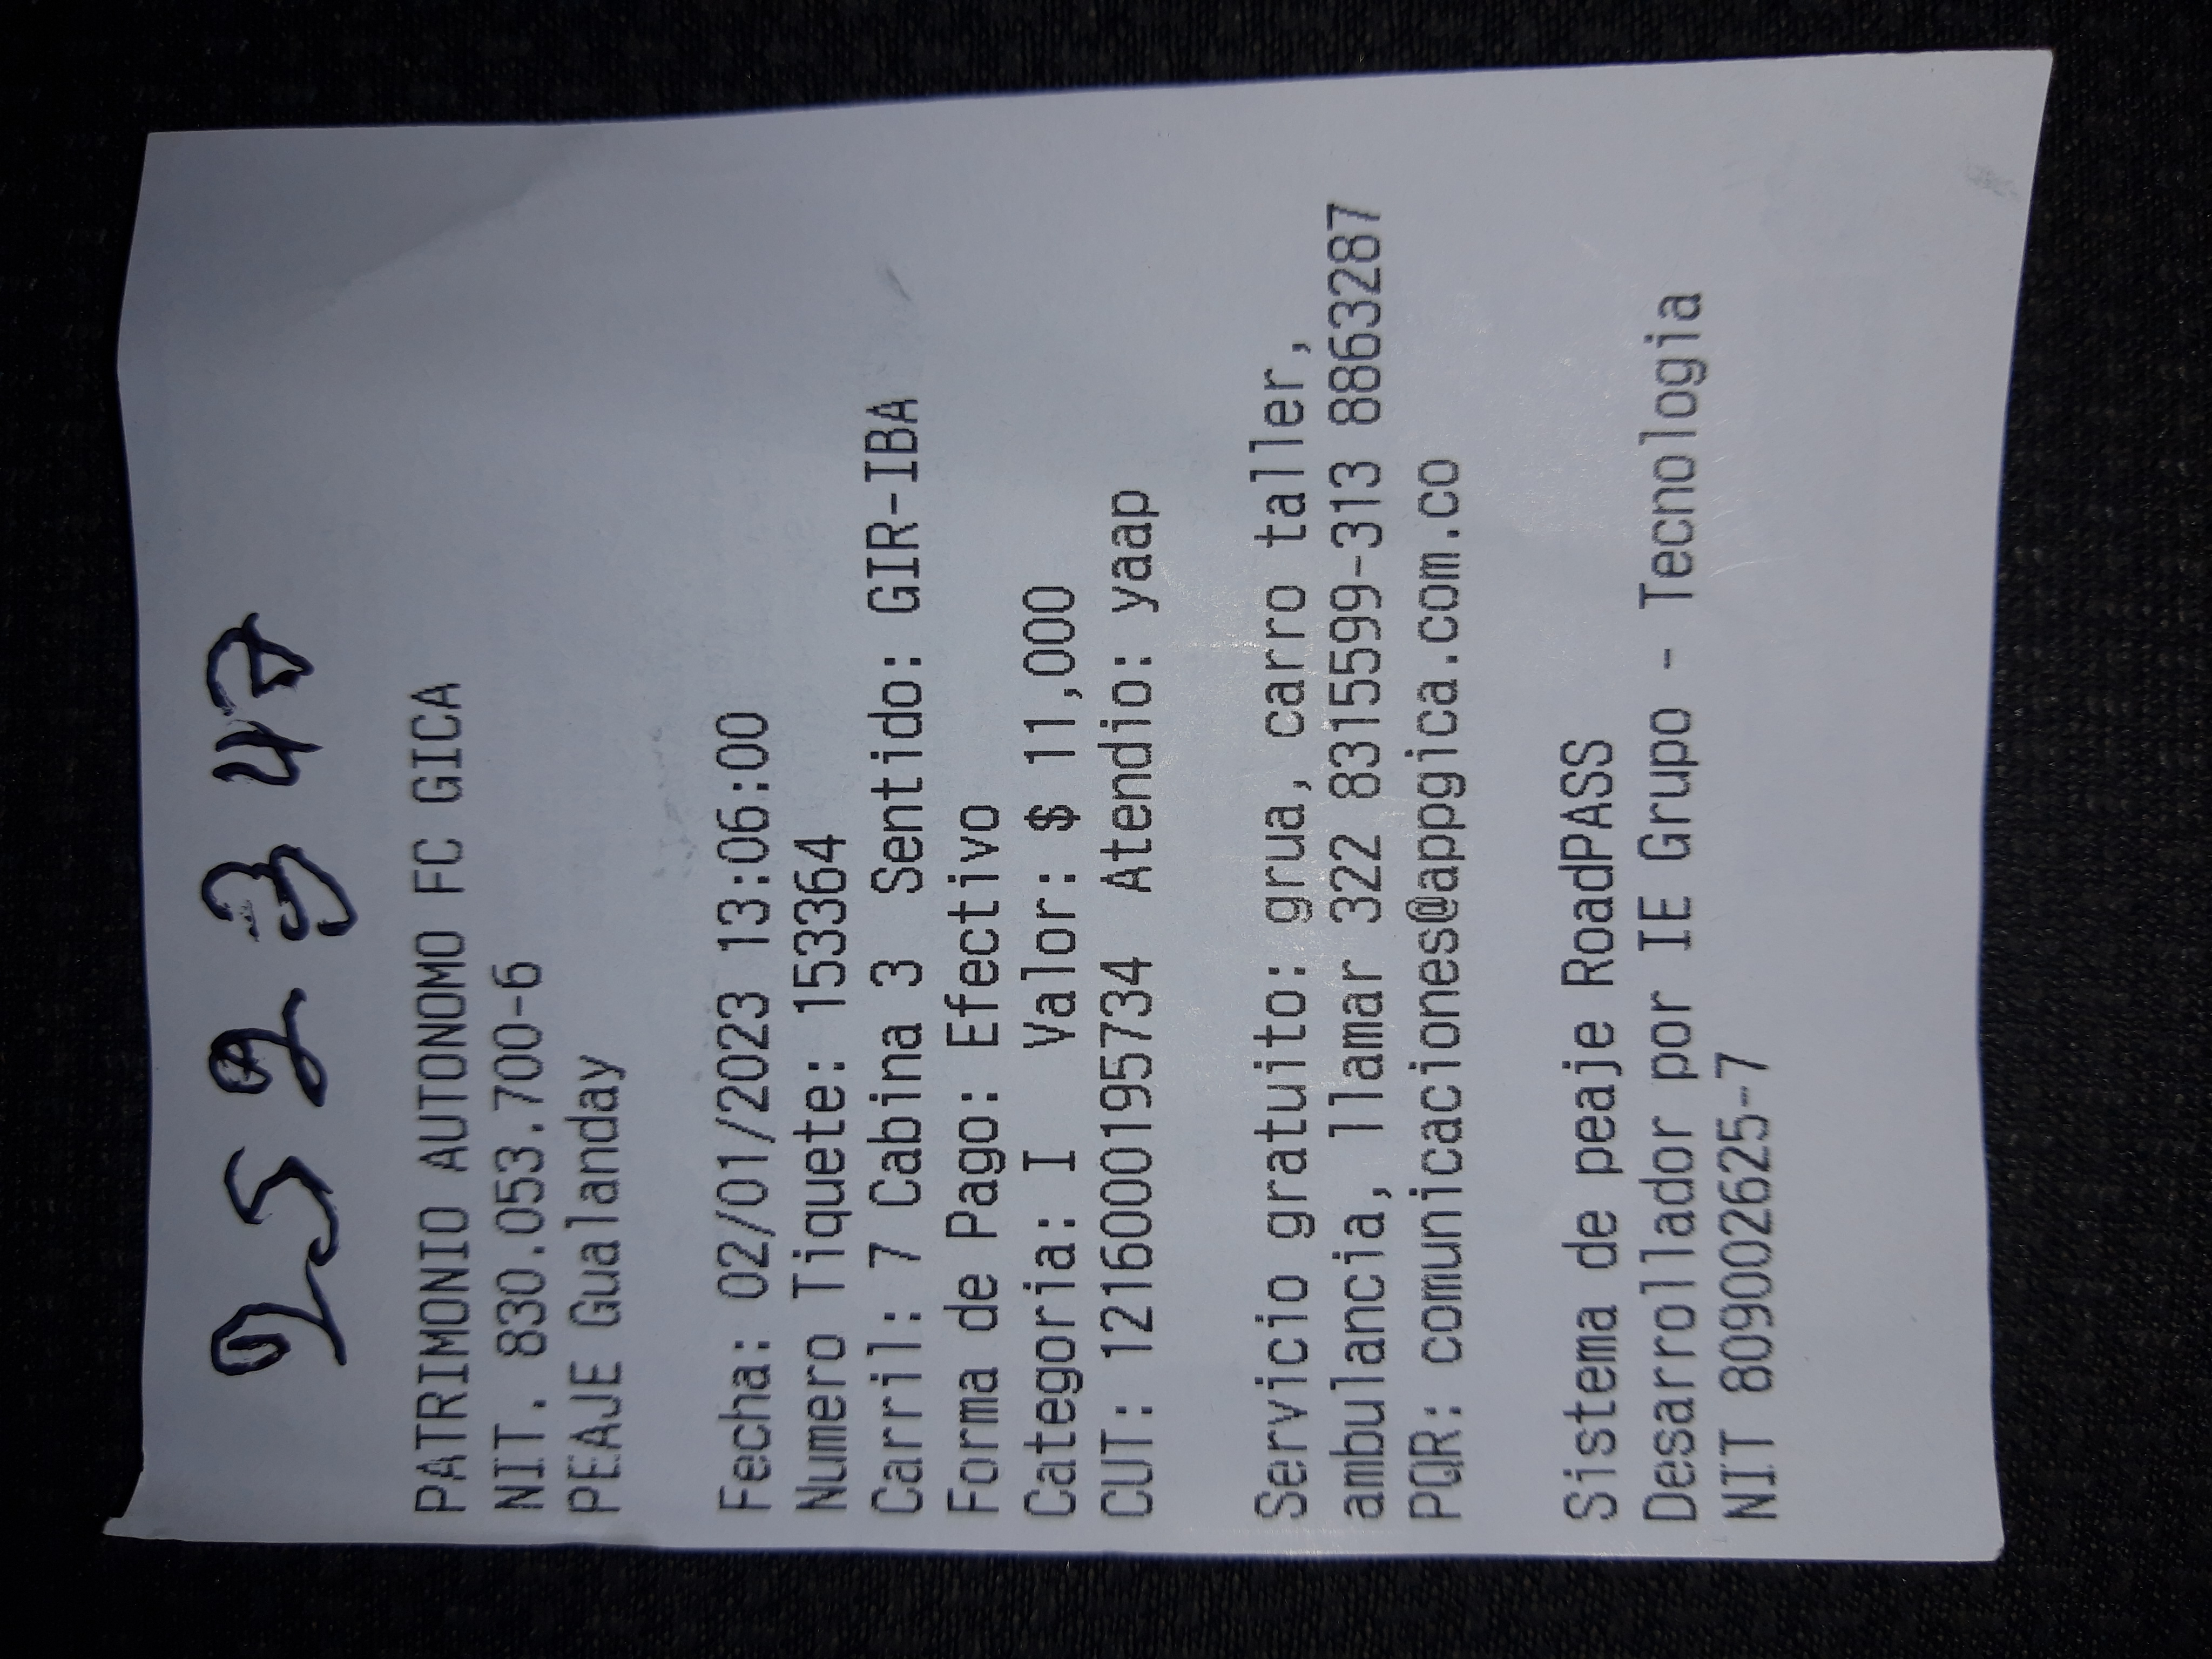 252347
PATRIMONIO AUTONOMO FC GICA
NIT. 830.053.700-6
PEAJE Gualanday
Fecha: 02/01/2023 13:06:00
Numero Tiquete: 153364
Carril: 7 Cabina 3 Sentido: GIR-IBA
Forma de Pago: Efectivo
Categoria: I Valor: $ 11,000
CUT: 1216000195734 Atendio: yaap
Servicio gratuito: grua, carro taller,
ambulancia, llamar 322 8315599-313 8863287
PQR: comunicaciones@appgica.com.co
Sistema de peaje RoadPASS
Desarrollador por IE Grupo - Tecnologia
NIT 809002625-7